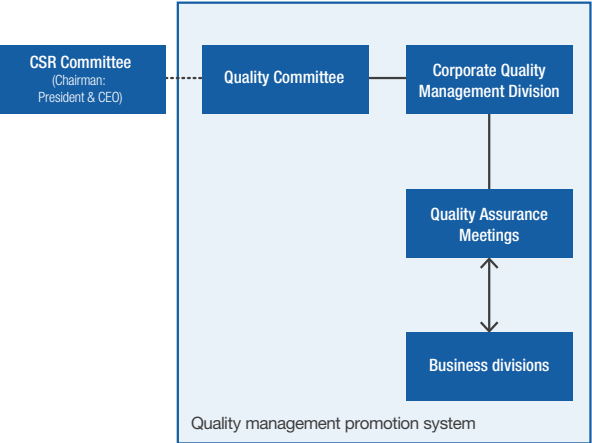 CSR Committee
(Chairman:
President & CEO)
Quality Committee
Corporate Quality
Management Division
Quality Assurance
Meetings
Business divisions
Quality management promotion system